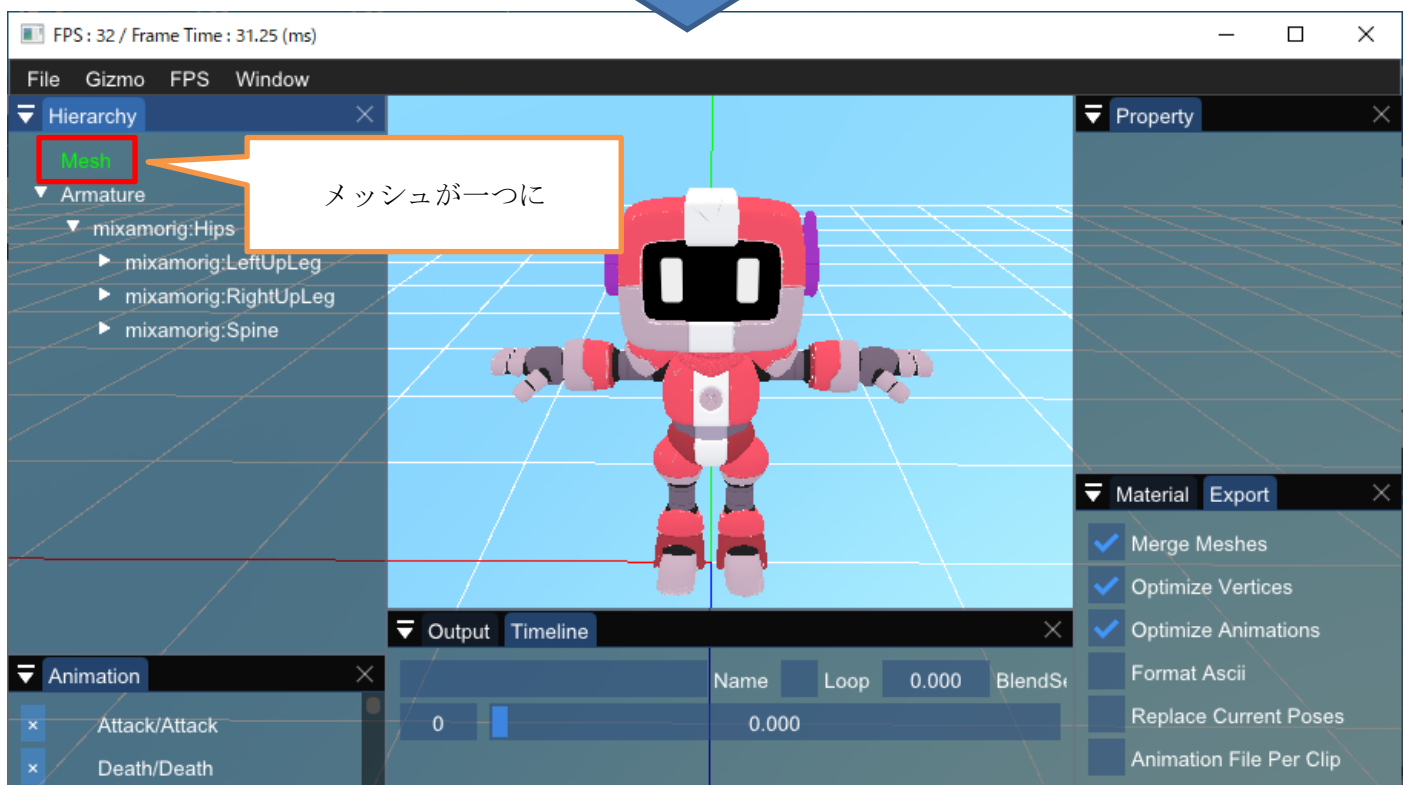 FPS : 32 / Frame Time : 31.25 (ms)
File Gizmo FPS Window
Hierarchy
Mesh
Armature
mixamorig:Hips
mixamorig:LeftUpLeg
mixamorig:RightUpLeg
mixamorig:Spine
メッシュが一つに
Property
Material Export
Merge Meshes
Optimize Vertices
Optimize Animations
Format Ascii
Replace Current Poses
Animation File Per Clip
Output Timeline
Name Loop 0.000 BlendSe
0 0.000
Animation
Attack/Attack
Death/Death